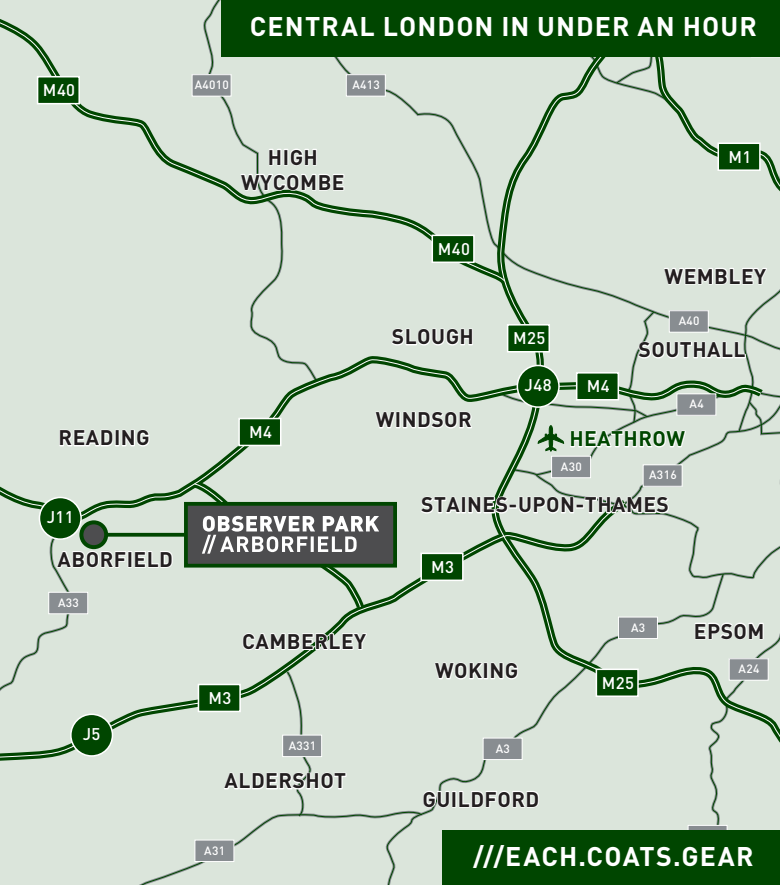 CENTRAL LONDON IN UNDER AN HOUR
M40
A4010
A413
M1
HIGH
WYCOMBE
M40
WEMBLEY
A40
SLOUGH
M25
SOUTHALL
J48
M4
A4
WINDSOR
M4
READING
HEATHROW
A30
A316
STAINES-UPON-THAMES
J11
OBSERVER PARK
// ARBORFIELD
ABORFIELD
M3
A33
A3
EPSOM
CAMBERLEY
WOKING
A24
M25
M3
J5
A331
A3
ALDERSHOT
GUILDFORD
A31
///EACH.COATS.GEAR